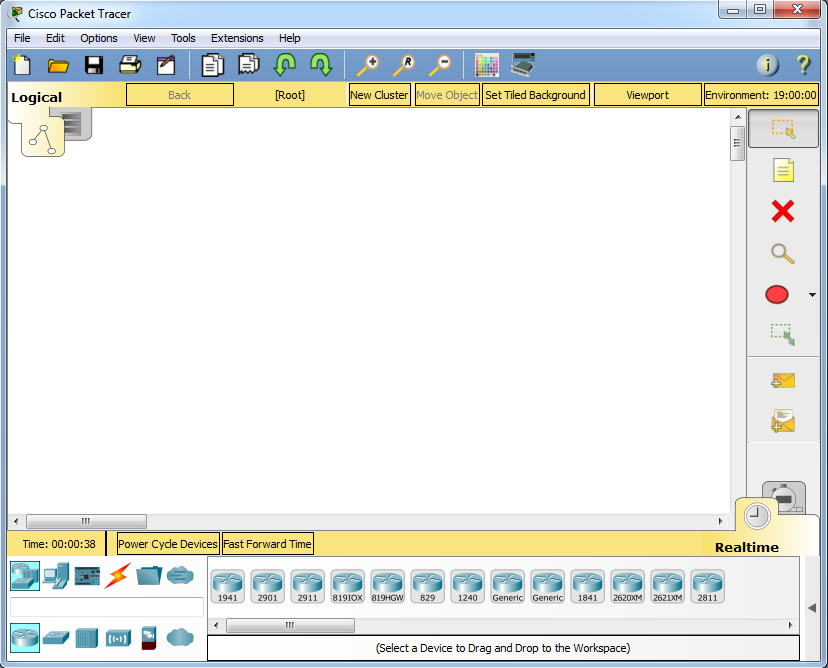 Cisco Packet Tracer
File Edit Options View Tools Extensions Help
Logical Back [Root] New Cluster Move Object Set Tiled Background Viewport Environment: 19:00:00
Time: 00:00:38 Power Cycle Devices Fast Forward Time Realtime
1941 2901 2911 819IOX 819HGW 829 1240 Generic Generic 1841 2620XM 2621XM 2811
(Select a Device to Drag and Drop to the Workspace)